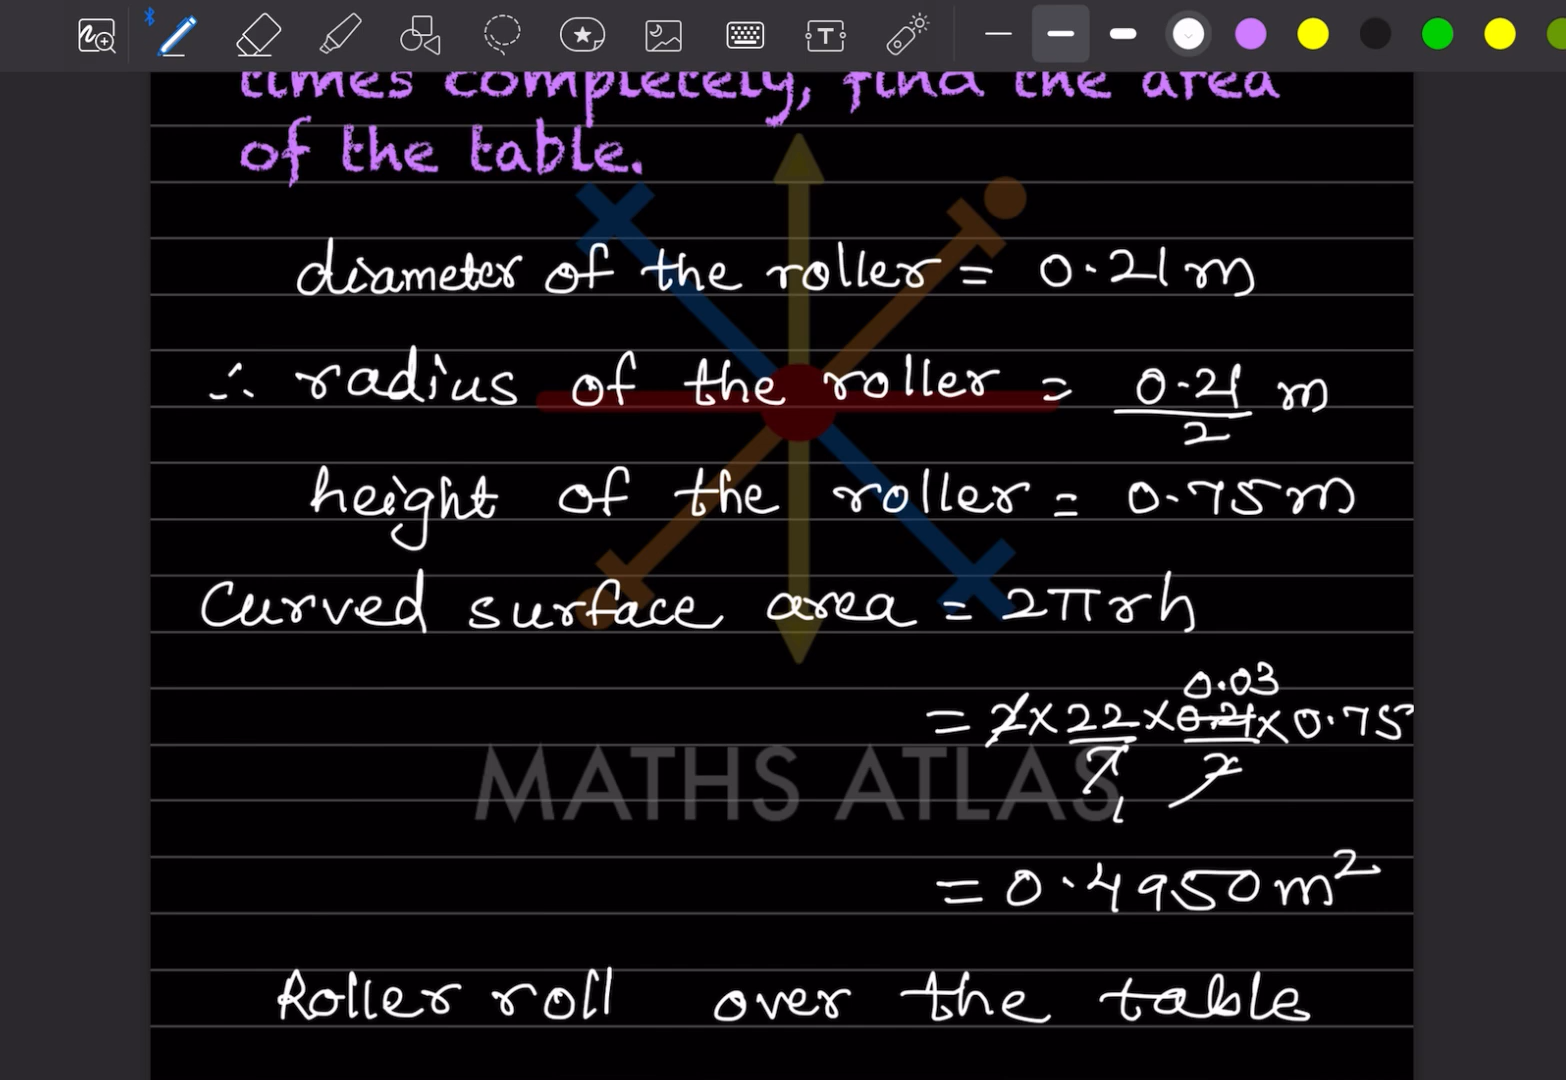 times completely, find the area
of the table.
diameter of the roller = 0.21 m
∴ radius of the roller = 0.21/2 m
height of the roller = 0.75 m
Curved surface area = 2πrh
0.03
= 2 × 22/7 × 0.21/2 × 0.75
1
MATHS ATLAS
= 0.4950 m²
Roller roll over the table